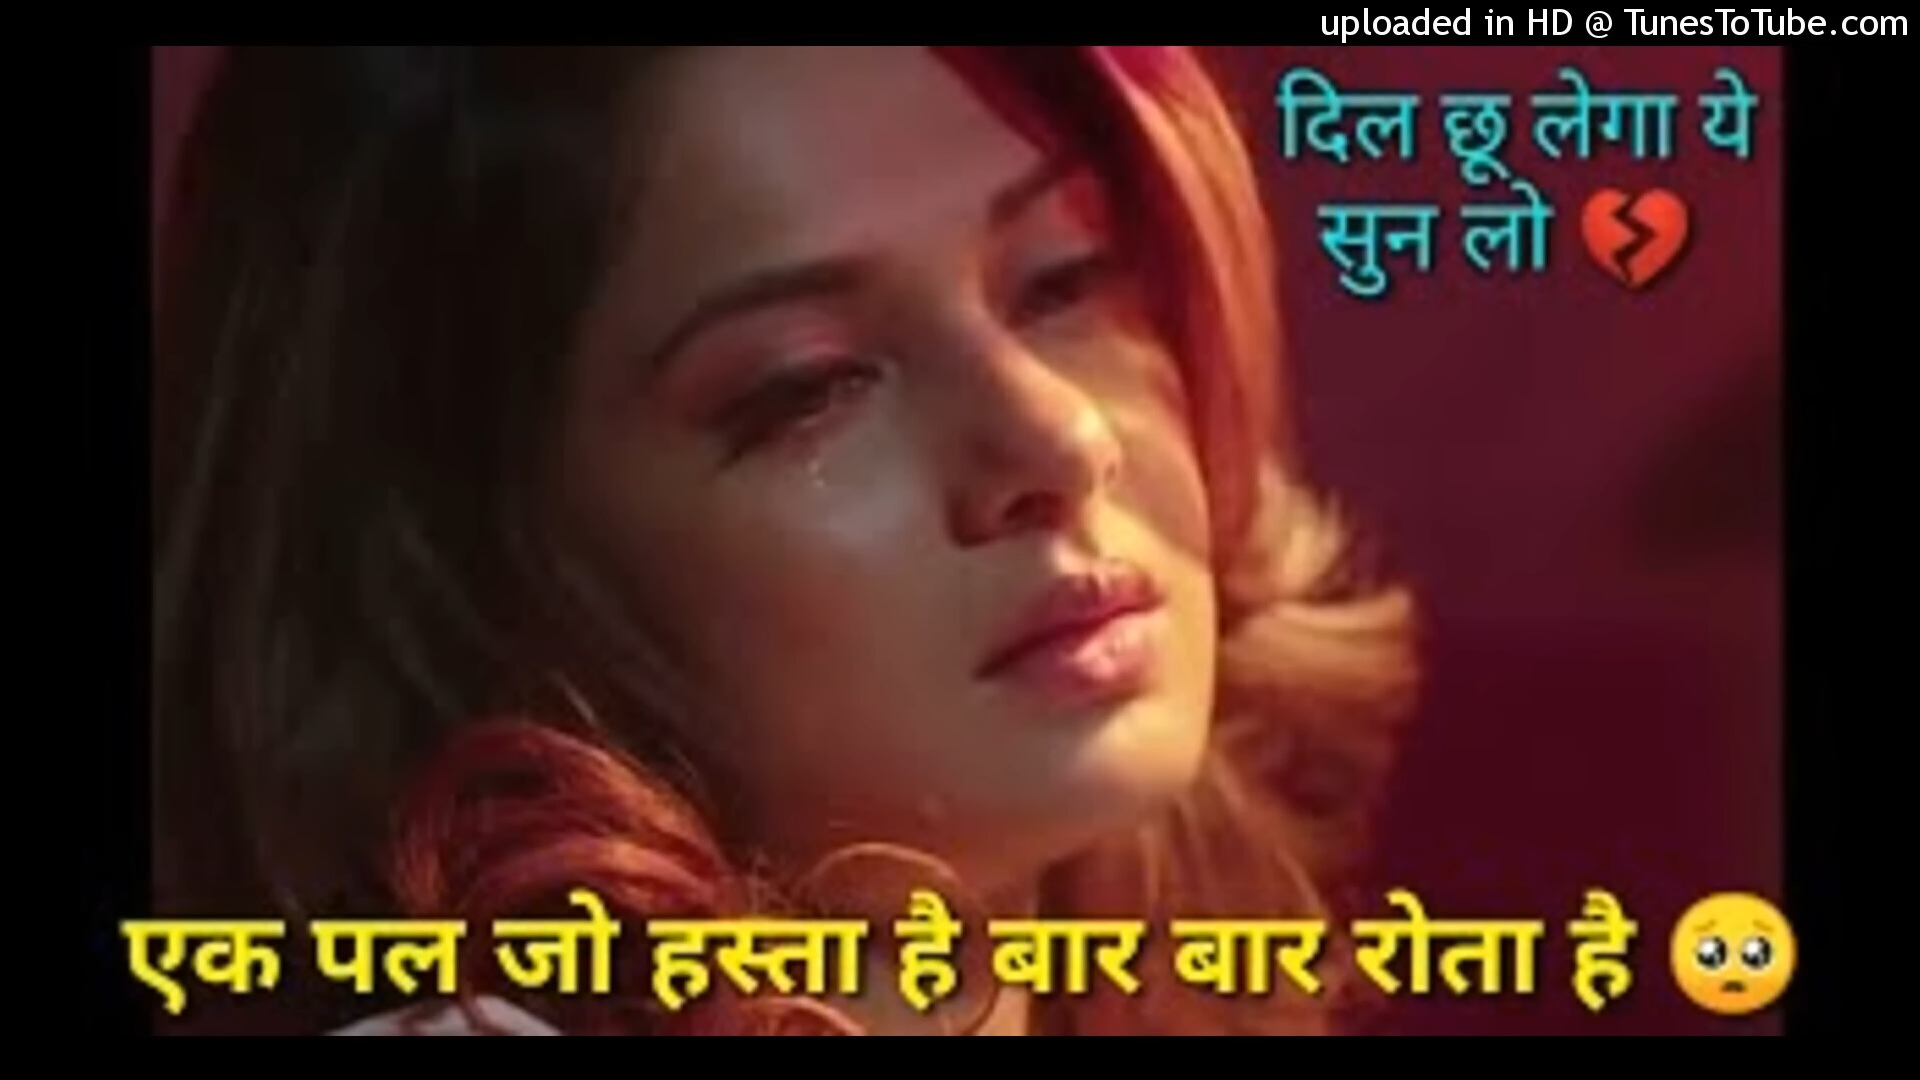 uploaded in HD @ TunesToTube.com
दिल छू लेगा ये
सुन लो 💔
एक पल जो हस्ता है बार बार रोता है 🥺